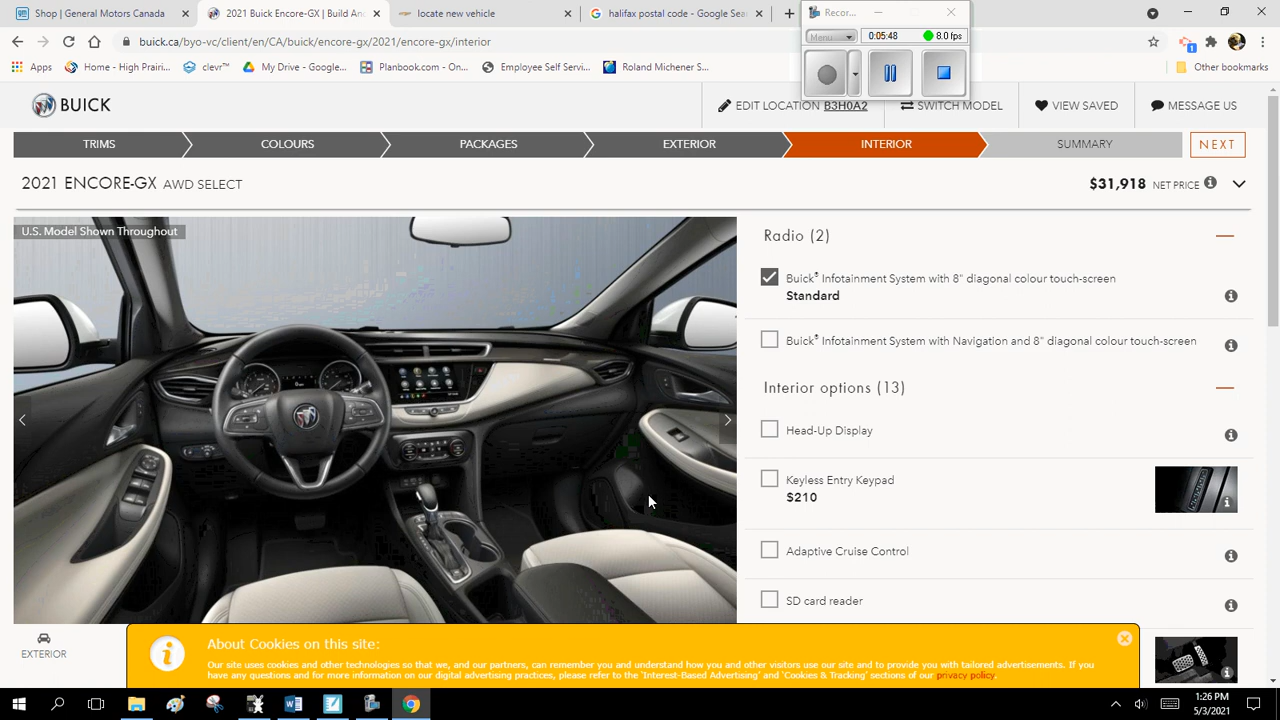 Shop | General Motors Canada
2021 Buick Encore-GX | Build An
locate new vehicle
halifax postal code - Google Sea
Recor...
Menu
0:05:48
8.0 fps
buick.ca/byo-vc/client/en/CA/buick/encore-gx/2021/encore-gx/interior
Apps
Home - High Prairi...
clevr™
My Drive - Google...
Planbook.com - On...
Employee Self Servi...
Roland Michener S...
Other bookmarks
BUICK
EDIT LOCATION B3H0A2
SWITCH MODEL
VIEW SAVED
MESSAGE US
TRIMS
COLOURS
PACKAGES
EXTERIOR
INTERIOR
SUMMARY
NEXT
2021 ENCORE-GX AWD SELECT
$31,918 NET PRICE
U.S. Model Shown Throughout
Radio (2)
Buick® Infotainment System with 8" diagonal colour touch-screen
Standard
Buick® Infotainment System with Navigation and 8" diagonal colour touch-screen
Interior options (13)
Head-Up Display
Keyless Entry Keypad
$210
Adaptive Cruise Control
SD card reader
EXTERIOR
About Cookies on this site:
Our site uses cookies and other technologies so that we, and our partners, can remember you and understand how you and other visitors use our site and to provide you with tailored advertisements. If you
have any questions and for more information on our digital advertising practices, please refer to the 'Interest-Based Advertising' and 'Cookies & Tracking' sections of our privacy policy.
1:26 PM
5/3/2021